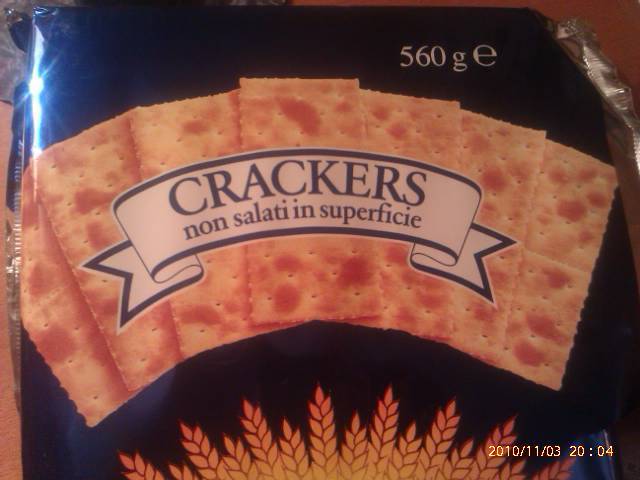 560 g ℮
CRACKERS
non salati in superficie
2010/11/03 20:04